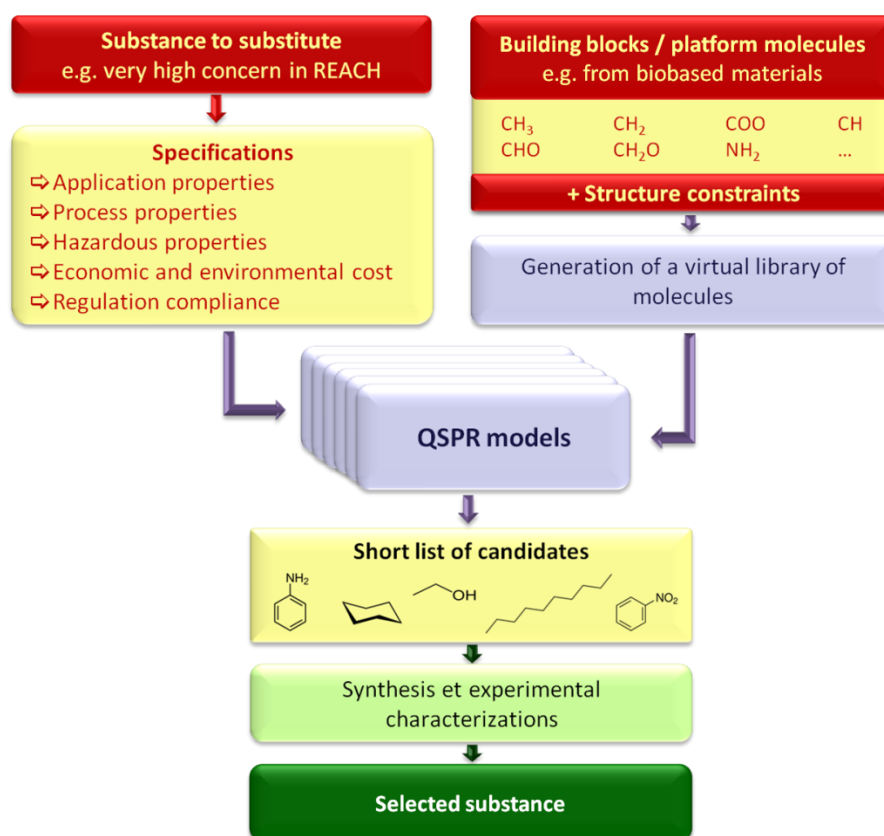 Substance to substitute
e.g. very high concern in REACH
Specifications
⇨Application properties
⇨Process properties
⇨Hazardous properties
⇨Economic and environmental cost
⇨Regulation compliance
Building blocks / platform molecules
e.g. from biobased materials
CH₃ CH₂ COO CH
CHO CH₂O NH₂ ...
+ Structure constraints
Generation of a virtual library of
molecules
QSPR models
Short list of candidates
NH₂
OH
NO₂
Synthesis et experimental
characterizations
Selected substance